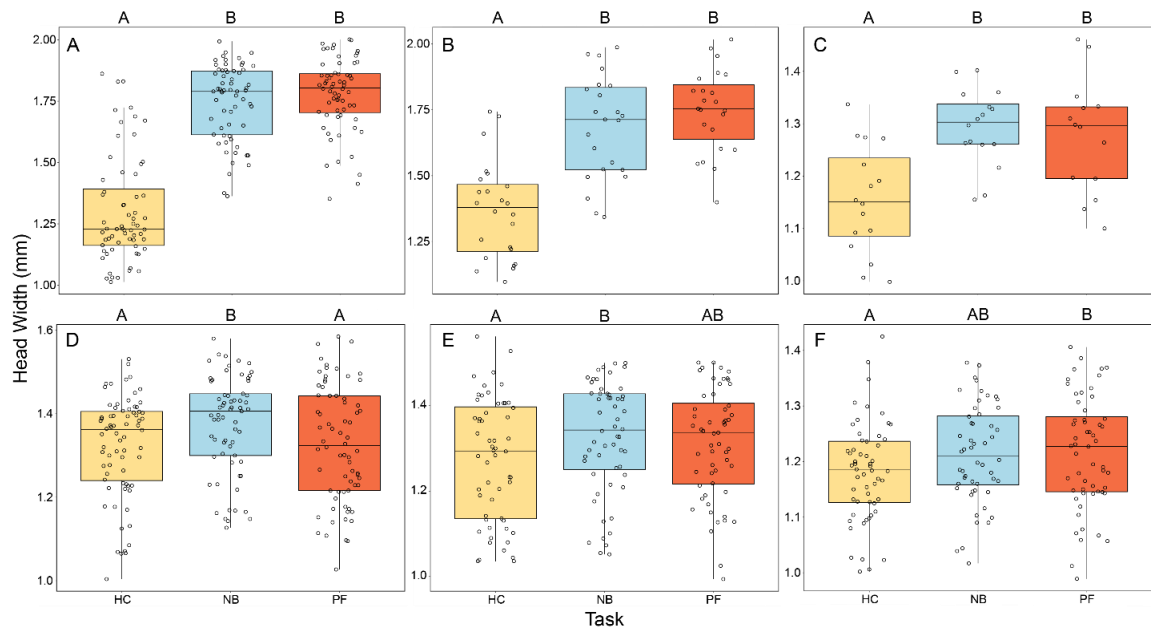 A B B A B B A B B
A
2.00
1.75
1.50
1.25
1.00
B
2.00
1.75
1.50
1.25
C
1.4
1.3
1.2
1.1
1.0
Head Width (mm)
A B A A B AB A AB B
D
1.6
1.4
1.2
1.0
E
1.4
1.2
1.0
F
1.4
1.3
1.2
1.1
1.0
HC NB PF HC NB PF HC NB PF
Task